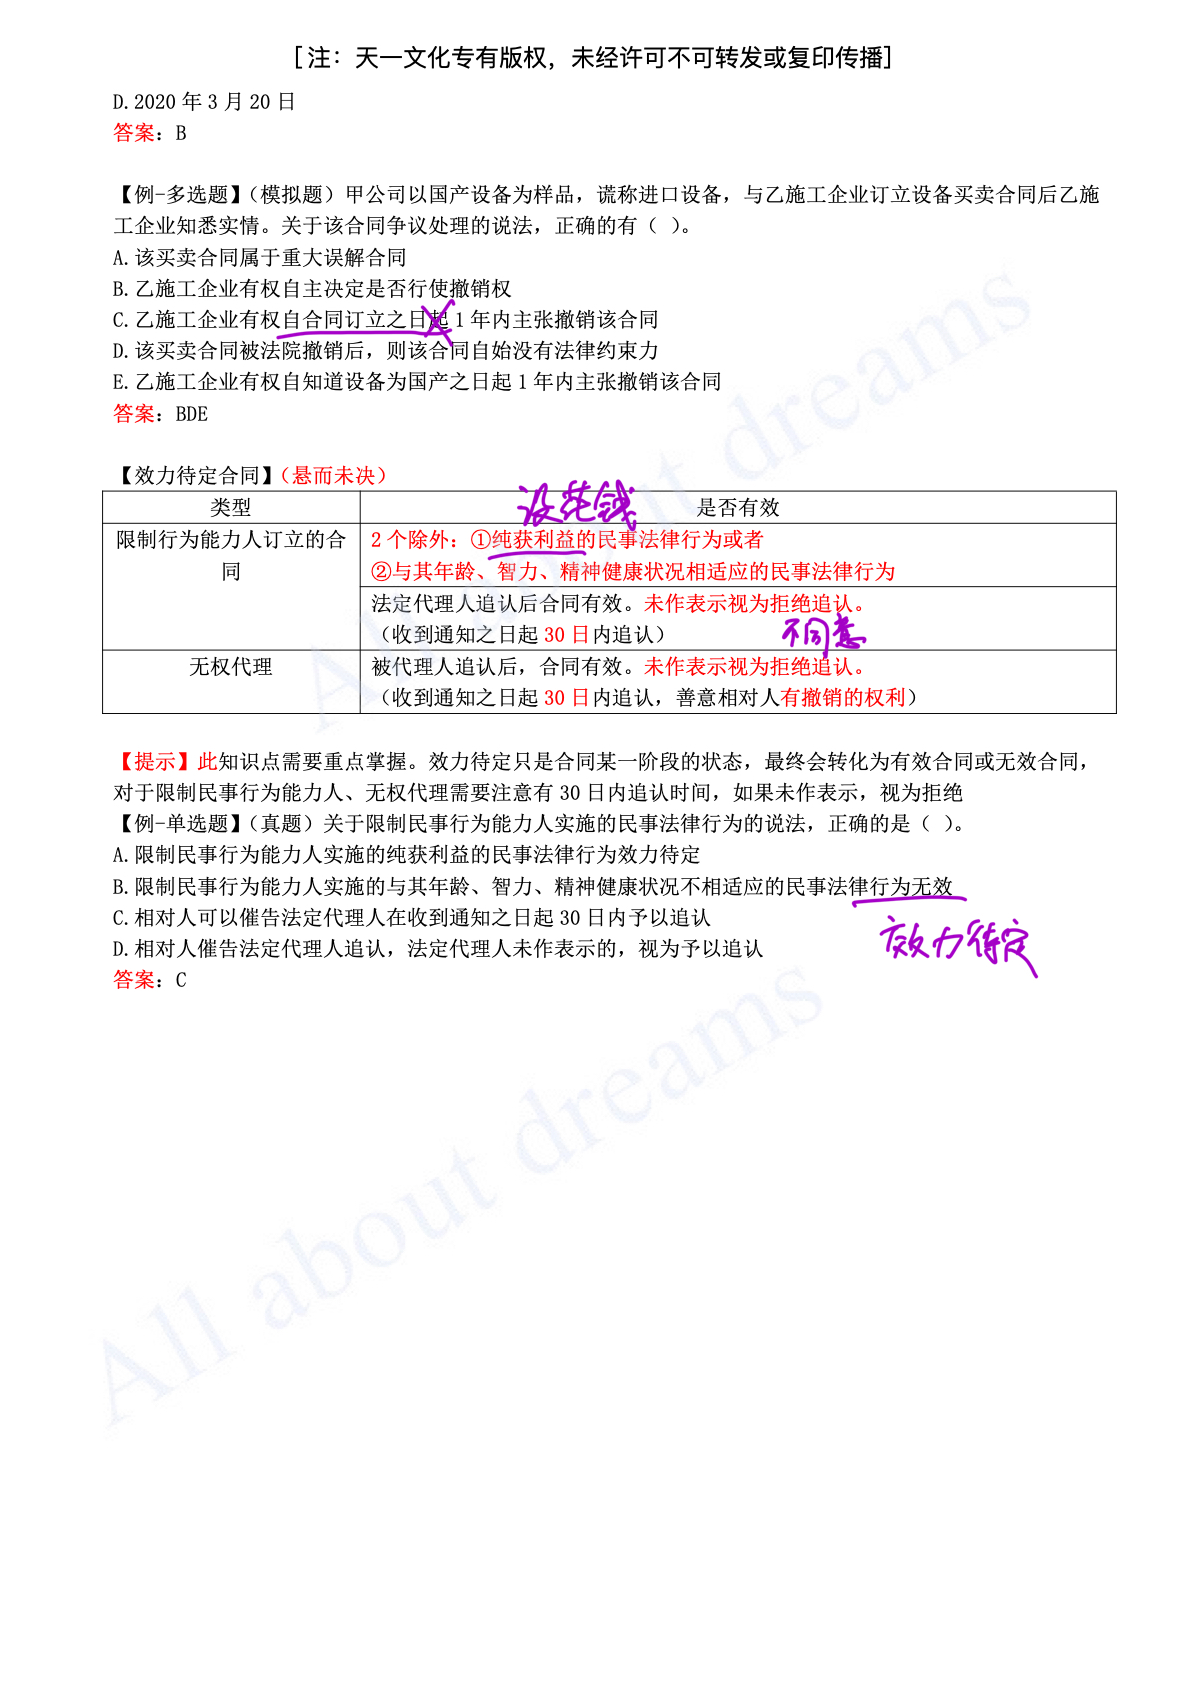 [注：天一文化专有版权，未经许可不可转发或复印传播]
D.2020 年 3 月 20 日
答案：B
【例-多选题】（模拟题）甲公司以国产设备为样品，谎称进口设备，与乙施工企业订立设备买卖合同后乙施
工企业知悉实情。关于该合同争议处理的说法，正确的有（ ）。
A.该买卖合同属于重大误解合同
B.乙施工企业有权自主决定是否行使撤销权
C.乙施工企业有权自合同订立之日起 1 年内主张撤销该合同
D.该买卖合同被法院撤销后，则该合同自始没有法律约束力
E.乙施工企业有权自知道设备为国产之日起 1 年内主张撤销该合同
答案：BDE
【效力待定合同】（悬而未决）
类型 是否有效
没花钱
限制行为能力人订立的合
同
2 个除外：①纯获利益的民事法律行为或者
②与其年龄、智力、精神健康状况相适应的民事法律行为
法定代理人追认后合同有效。未作表示视为拒绝追认。
（收到通知之日起 30 日内追认）
不同意
无权代理
被代理人追认后，合同有效。未作表示视为拒绝追认。
（收到通知之日起 30 日内追认，善意相对人有撤销的权利）
【提示】此知识点需要重点掌握。效力待定只是合同某一阶段的状态，最终会转化为有效合同或无效合同，
对于限制民事行为能力人、无权代理需要注意有 30 日内追认时间，如果未作表示，视为拒绝
【例-单选题】（真题）关于限制民事行为能力人实施的民事法律行为的说法，正确的是（ ）。
A.限制民事行为能力人实施的纯获利益的民事法律行为效力待定
B.限制民事行为能力人实施的与其年龄、智力、精神健康状况不相适应的民事法律行为无效
C.相对人可以催告法定代理人在收到通知之日起 30 日内予以追认
效力待定
D.相对人催告法定代理人追认，法定代理人未作表示的，视为予以追认
答案：C
All about dreams
All about dreams